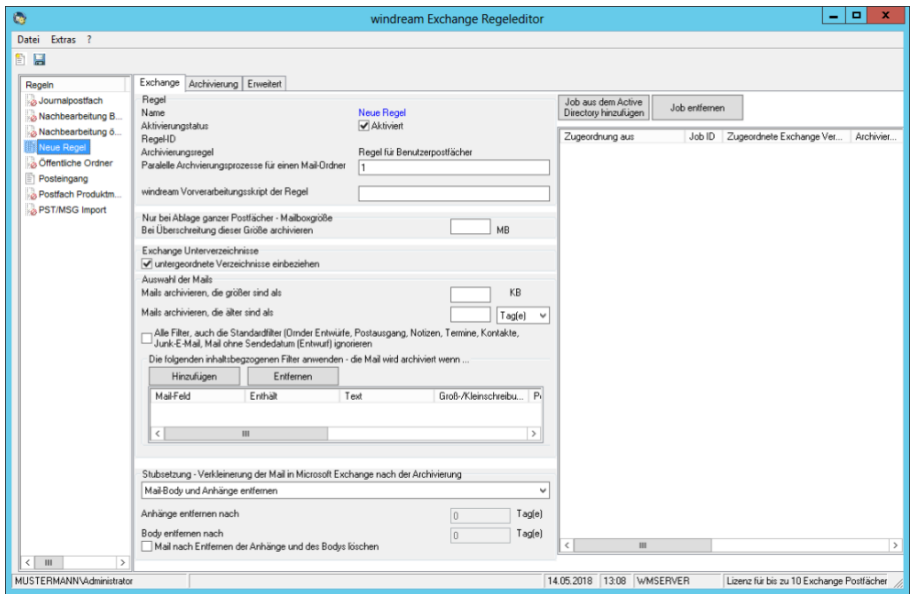 windream Exchange Regeleditor
Datei Extras ?
Regeln
Journalpostfach
Nachbearbeitung B...
Nachbearbeitung ö...
Neue Regel
Öffentliche Ordner
Posteingang
Postfach Produktm...
PST/MSG Import
Exchange Archivierung Erweitert
Regel
Name Neue Regel
Aktivierungstatus Aktiviert
Regel-ID
Archivierungsregel Regel für Benutzerpostfächer
Paralelle Archvierungsprozesse für einen Mail-Ordner 1
windream Vorverarbeitungsskript der Regel
Nur bei Ablage ganzer Postfächer - Mailboxgröße
Bei Überschreitung dieser Größe archivieren MB
Exchange Unterverzeichnisse
untergeordnete Verzeichnisse einbeziehen
Auswahl der Mails
Mails archivieren, die größer sind als KB
Mails archivieren, die älter sind als Tag(e)
Alle Filter, auch die Standardfilter (Ornder Entwürfe, Postausgang, Notizen, Termine, Kontakte,
Junk-E-Mail, Mail ohne Sendedatum (Entwurf) ignorieren
Die folgenden inhaltsbegzogenen Filter anwenden - die Mail wird archiviert wenn ...
Hinzufügen Entfernen
Mail-Feld Enthält Text Groß-/Kleinschreibu...
Stubsetzung - Verkleinerung der Mail in Microsoft Exchange nach der Archivierung
Mail-Body und Anhänge entfernen
Anhänge entfernen nach 0 Tag(e)
Body entfernen nach 0 Tag(e)
Mail nach Entfernen der Anhänge und des Bodys löschen
Job aus dem Active
Directory hinzufügen
Job entfernen
Zugeordnung aus Job ID Zugeordnete Exchange Ver... Archivier...
MUSTERMANN\Administrator 14.05.2018 13:08 WMSERVER Lizenz für bis zu 10 Exchange Postfächer